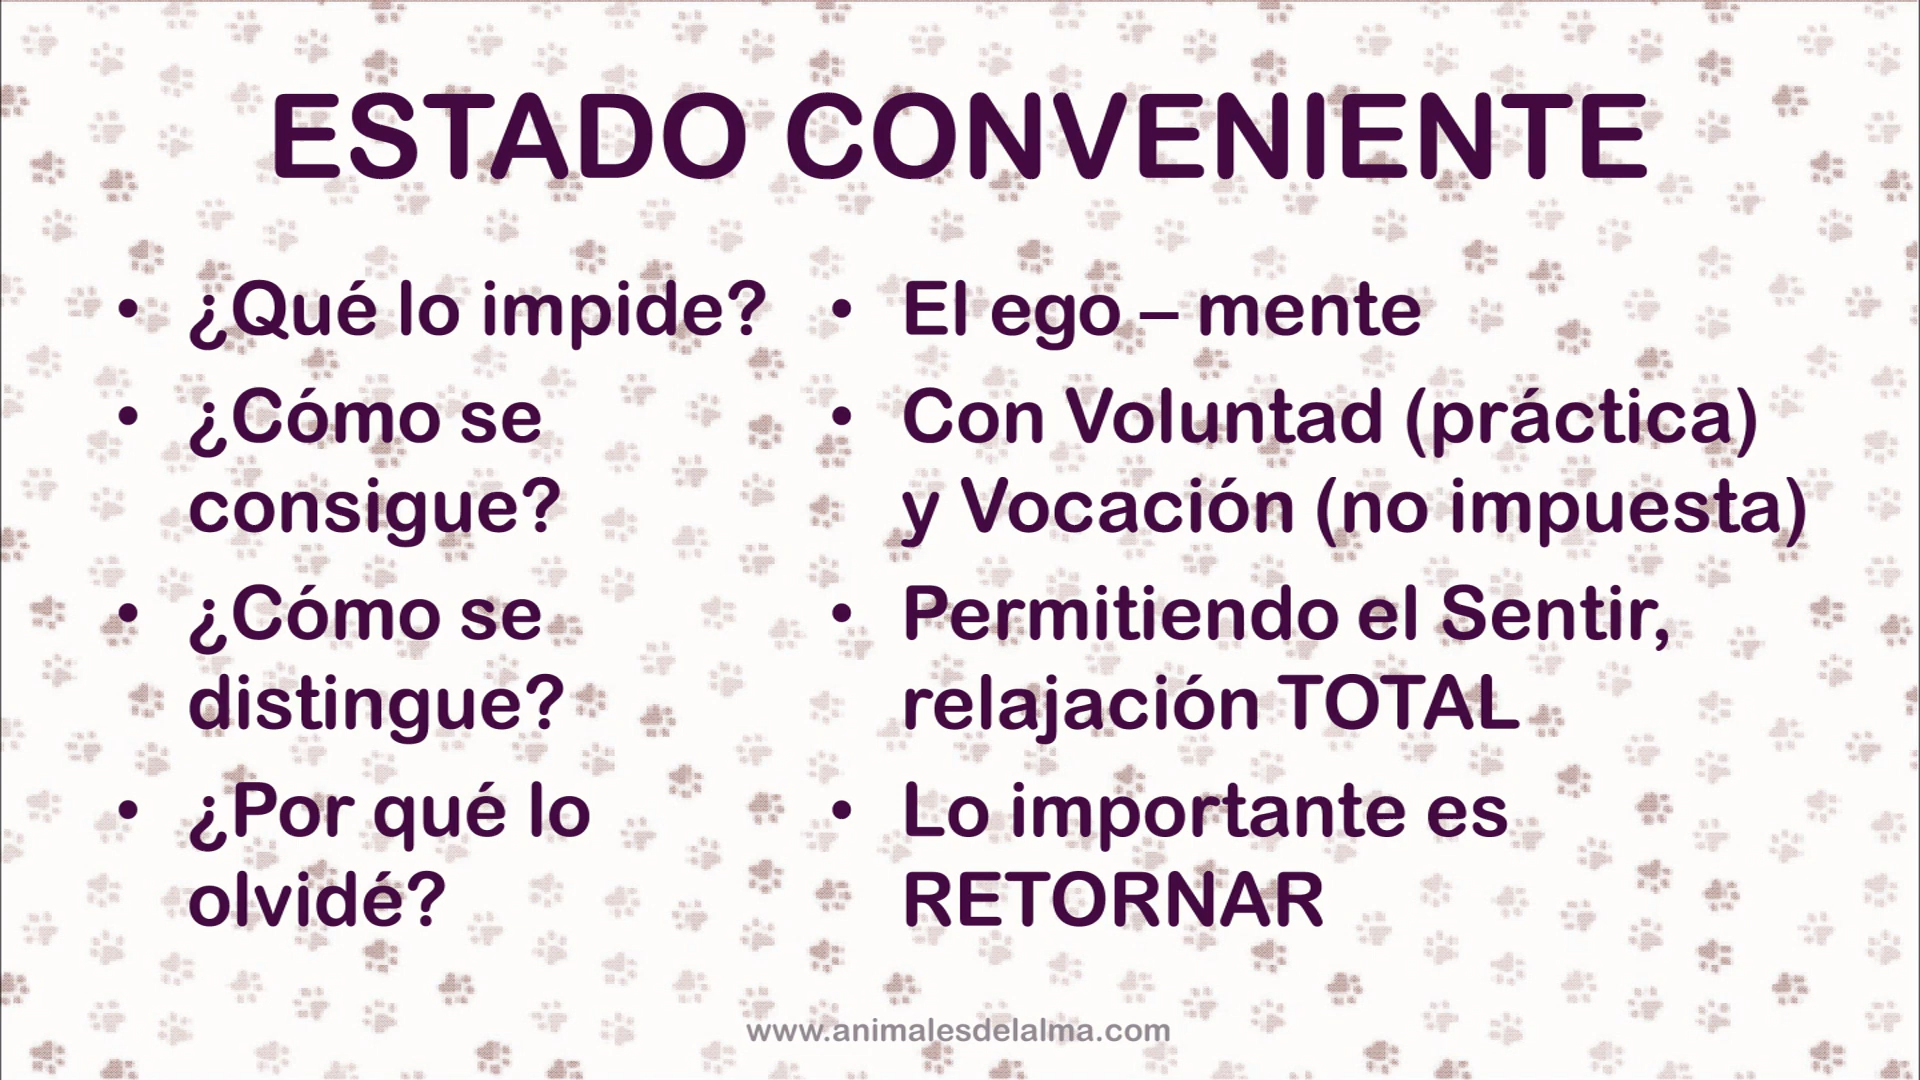 ESTADO CONVENIENTE
• ¿Qué lo impide?
• ¿Cómo se
consigue?
• ¿Cómo se
distingue?
• ¿Por qué lo
olvidé?
• El ego – mente
• Con Voluntad (práctica)
y Vocación (no impuesta)
• Permitiendo el Sentir,
relajación TOTAL
• Lo importante es
RETORNAR
www.animalesdelalma.com